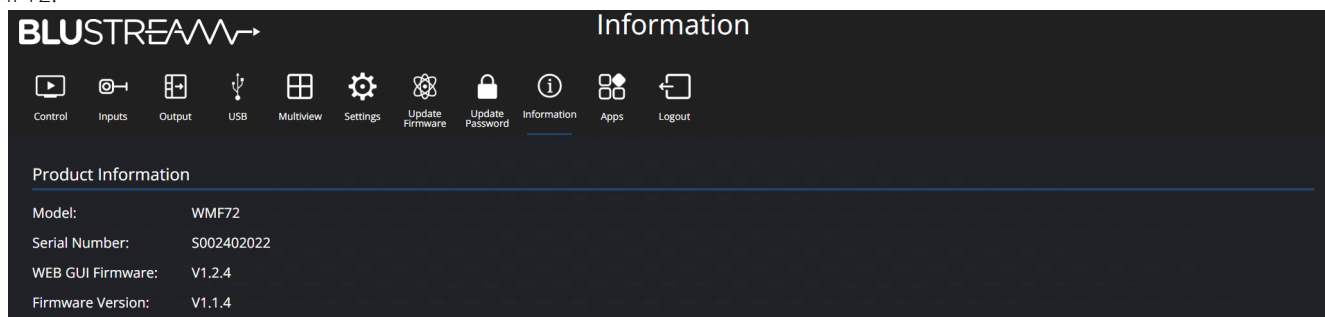 BLUSTREAM
Information
Control
Inputs
Output
USB
Multiview
Settings
Update
Firmware
Update
Password
Information
Apps
Logout
Product Information
Model: WMF72
Serial Number: S002402022
WEB GUI Firmware: V1.2.4
Firmware Version: V1.1.4